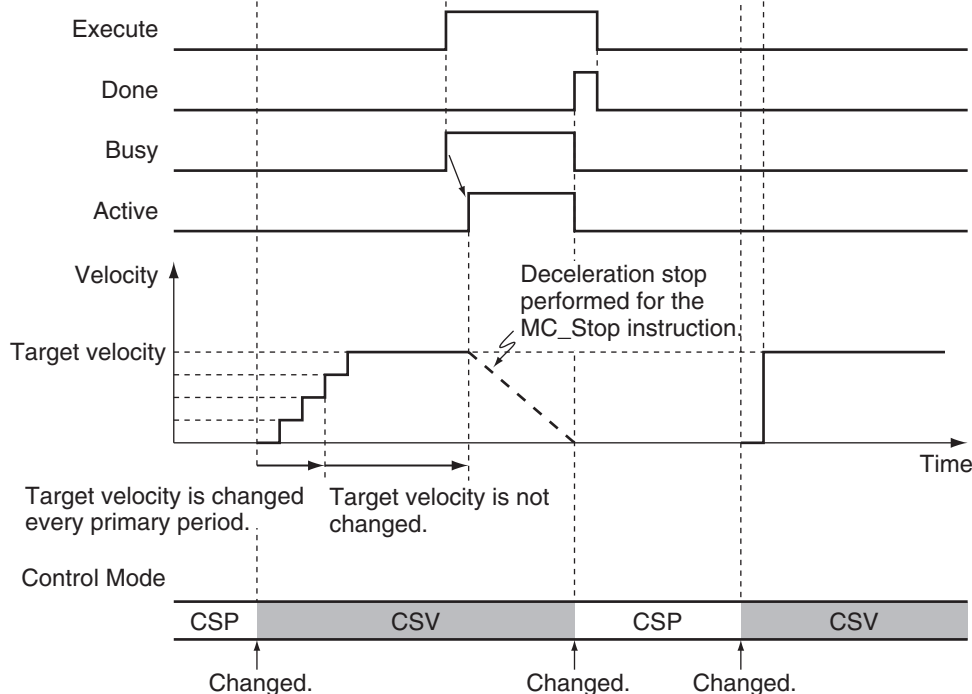 Execute
Done
Busy
Active
Velocity
Deceleration stop
performed for the
MC_Stop instruction.
Target velocity
Time
Target velocity is changed
every primary period.
Target velocity is not
changed.
Control Mode
CSP
CSV
CSP
CSV
Changed.
Changed.
Changed.